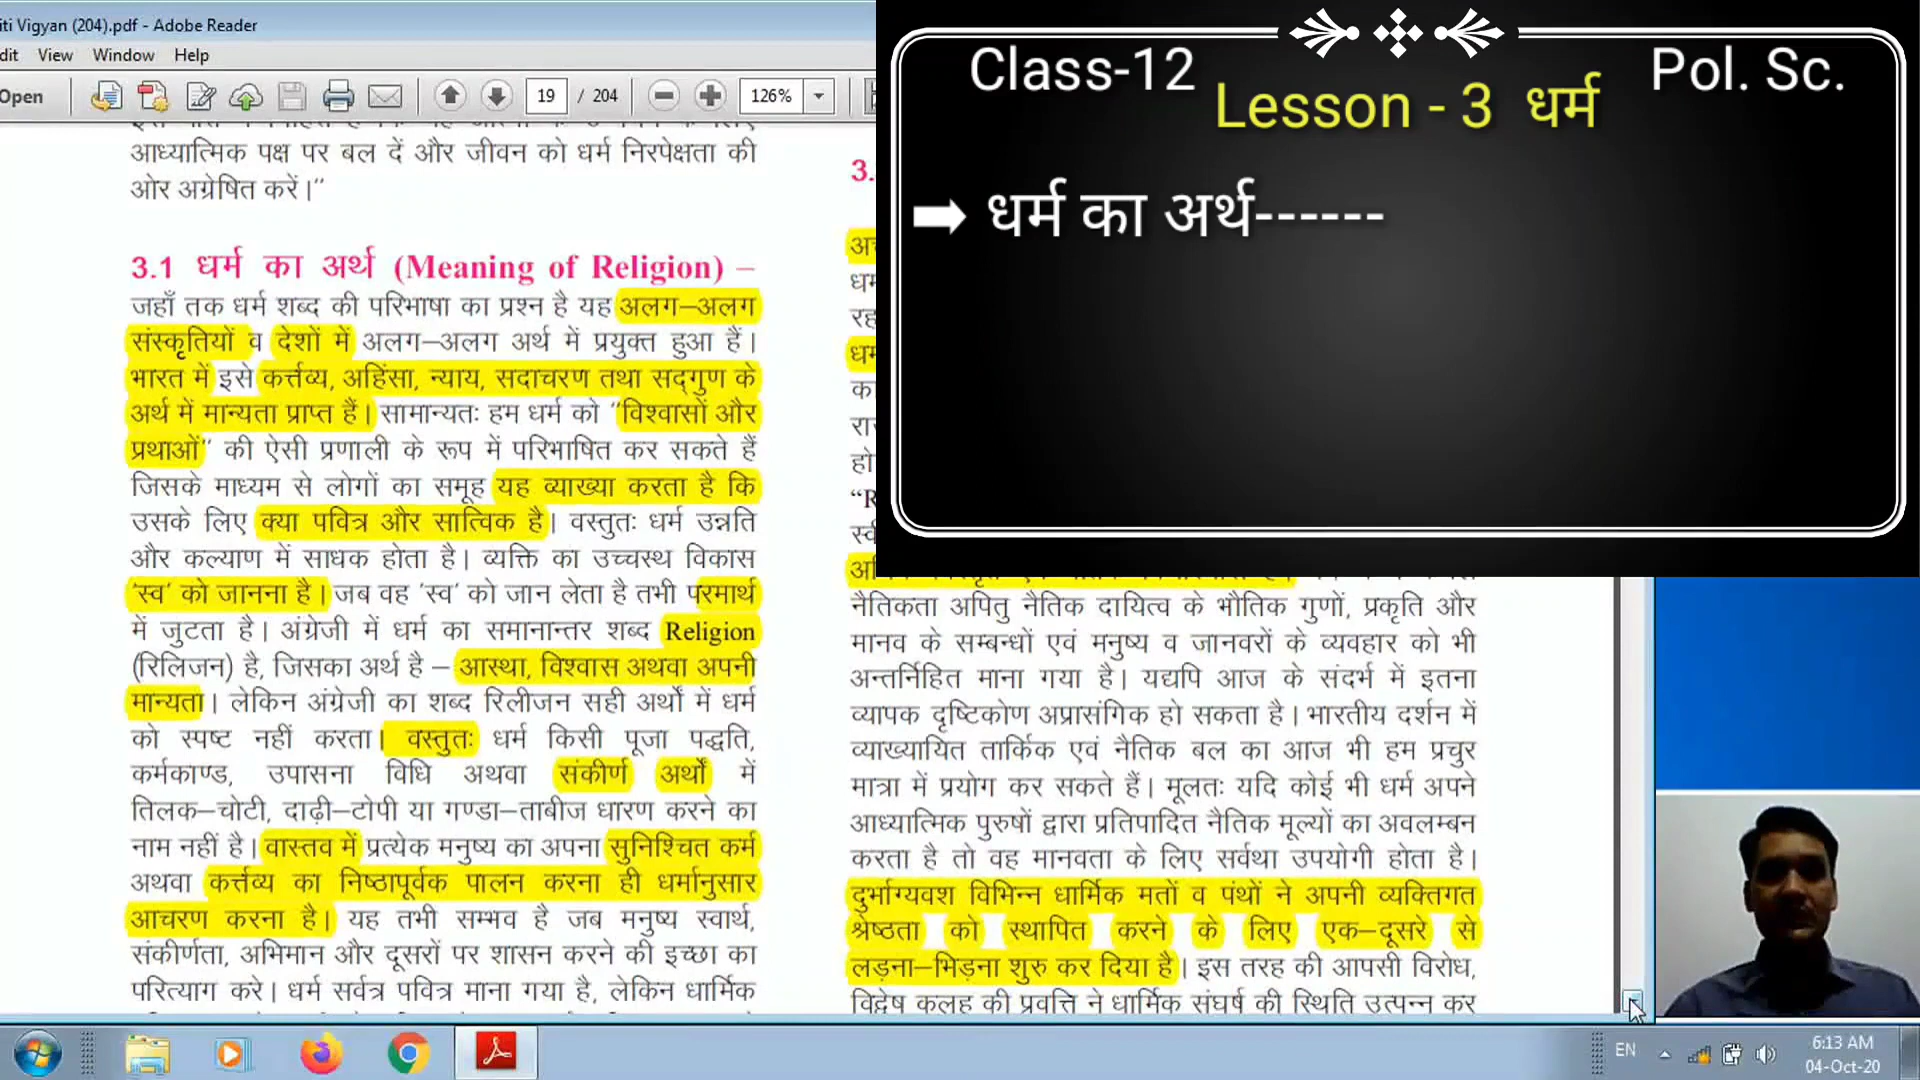 iti Vigyan (204).pdf - Adobe Reader
dit View Window Help
Open 19 / 204 126%
आध्यात्मिक पक्ष पर बल दें और जीवन को धर्म निरपेक्षता की
ओर अग्रेषित करें।”
3.1 धर्म का अर्थ (Meaning of Religion) –
जहाँ तक धर्म शब्द की परिभाषा का प्रश्न है यह अलग–अलग
संस्कृतियों व देशों में अलग–अलग अर्थ में प्रयुक्त हुआ हैं।
भारत में इसे कर्त्तव्य, अहिंसा, न्याय, सदाचरण तथा सद्गुण के
अर्थ में मान्यता प्राप्त हैं। सामान्यतः हम धर्म को “विश्वासों और
प्रथाओं” की ऐसी प्रणाली के रूप में परिभाषित कर सकते हैं
जिसके माध्यम से लोगों का समूह यह व्याख्या करता है कि
उसके लिए क्या पवित्र और सात्विक है। वस्तुतः धर्म उन्नति
और कल्याण में साधक होता है। व्यक्ति का उच्चस्थ विकास
‘स्व’ को जानना है। जब वह ‘स्व’ को जान लेता है तभी परमार्थ
में जुटता है। अंग्रेजी में धर्म का समानान्तर शब्द Religion
(रिलिजन) है, जिसका अर्थ है – आस्था, विश्वास अथवा अपनी
मान्यता। लेकिन अंग्रेजी का शब्द रिलीजन सही अर्थों में धर्म
को स्पष्ट नहीं करता। वस्तुतः धर्म किसी पूजा पद्धति,
कर्मकाण्ड, उपासना विधि अथवा संकीर्ण अर्थों में
तिलक–चोटी, दाढ़ी–टोपी या गण्डा–ताबीज धारण करने का
नाम नहीं है। वास्तव में प्रत्येक मनुष्य का अपना सुनिश्चित कर्म
अथवा कर्त्तव्य का निष्ठापूर्वक पालन करना ही धर्मानुसार
आचरण करना है। यह तभी सम्भव है जब मनुष्य स्वार्थ,
संकीर्णता, अभिमान और दूसरों पर शासन करने की इच्छा का
परित्याग करे। धर्म सर्वत्र पवित्र माना गया है, लेकिन धार्मिक
3.
धर्म
रह
धर्म
का
हो
“R
नैतिकता अपितु नैतिक दायित्व के भौतिक गुणों, प्रकृति और
मानव के सम्बन्धों एवं मनुष्य व जानवरों के व्यवहार को भी
अन्तर्निहित माना गया है। यद्यपि आज के संदर्भ में इतना
व्यापक दृष्टिकोण अप्रासंगिक हो सकता है। भारतीय दर्शन में
व्याख्यायित तार्किक एवं नैतिक बल का आज भी हम प्रचुर
मात्रा में प्रयोग कर सकते हैं। मूलतः यदि कोई भी धर्म अपने
आध्यात्मिक पुरुषों द्वारा प्रतिपादित नैतिक मूल्यों का अवलम्बन
करता है तो वह मानवता के लिए सर्वथा उपयोगी होता है।
दुर्भाग्यवश विभिन्न धार्मिक मतों व पंथों ने अपनी व्यक्तिगत
श्रेष्ठता को स्थापित करने के लिए एक–दूसरे से
लड़ना–भिड़ना शुरु कर दिया है। इस तरह की आपसी विरोध,
विद्वेष कलह की प्रवृत्ति ने धार्मिक संघर्ष की स्थिति उत्पन्न कर
Class-12 Pol. Sc.
Lesson - 3 धर्म
➡ धर्म का अर्थ------
EN
6:13 AM
04-Oct-20